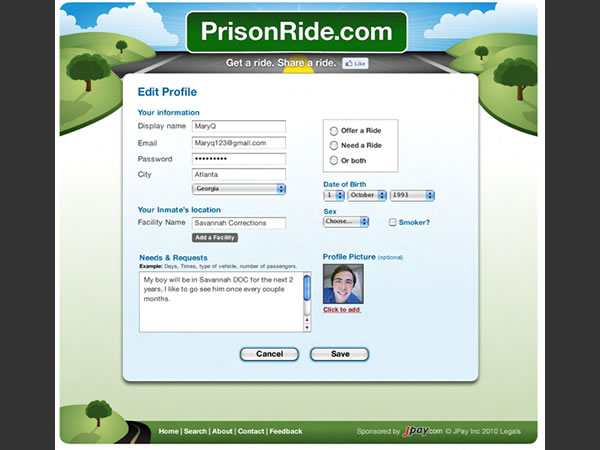 PrisonRide.com
Get a ride. Share a ride. Like
Edit Profile
Your information
Display name MaryQ
Email Maryq123@gmail.com
Password •••••••••
City Atlanta
Georgia
Your Inmate's location
Facility Name Savannah Corrections
Add a Facility
Needs & Requests
Example: Days, Times, type of vehicle, number of passengers.
My boy will be in Savannah DOC for the next 2
years, I like to go see him once every couple
months.
Offer a Ride
Need a Ride
Or both
Date of Birth
1 October 1993
Sex
Choose... Smoker?
Profile Picture (optional)
Click to add
Cancel Save
Home | Search | About | Contact | Feedback Sponsored by JPay.com © JPay Inc 2010 Legals